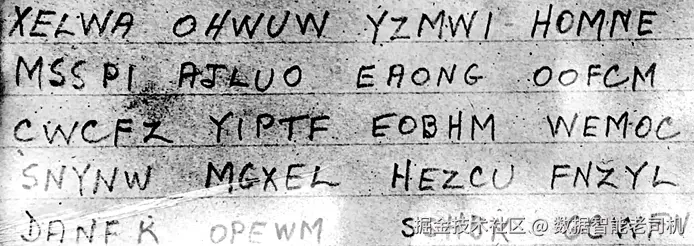 XELWA OHWUW YZMWI HOMNE
MSSPI AJLUO EAONG OOFCM
CWCFZ YIPTF EOBHM WEMOC
SNYNW MGXEL HEZCU FNZYL
DANFK OPEWM
掘金技术社区 @ 数据智能老司机